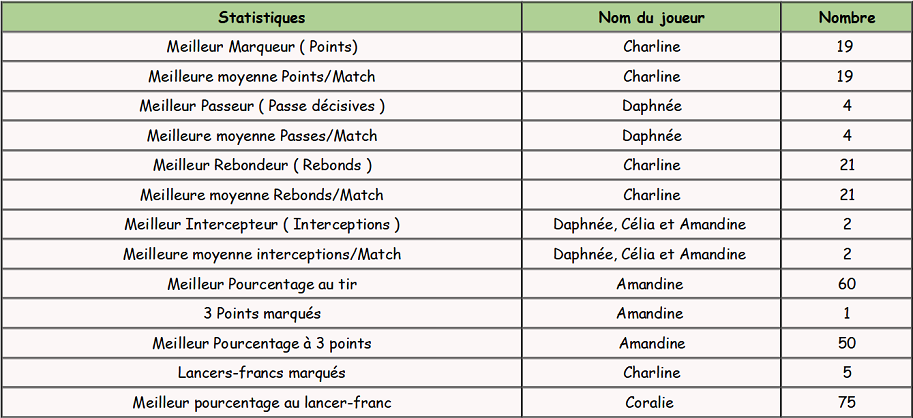 Statistiques Nom du joueur Nombre
Meilleur Marqueur ( Points) Charline 19
Meilleure moyenne Points/Match Charline 19
Meilleur Passeur ( Passe décisives ) Daphnée 4
Meilleure moyenne Passes/Match Daphnée 4
Meilleur Rebondeur ( Rebonds ) Charline 21
Meilleure moyenne Rebonds/Match Charline 21
Meilleur Intercepteur ( Interceptions ) Daphnée, Célia et Amandine 2
Meilleure moyenne interceptions/Match Daphnée, Célia et Amandine 2
Meilleur Pourcentage au tir Amandine 60
3 Points marqués Amandine 1
Meilleur Pourcentage à 3 points Amandine 50
Lancers-francs marqués Charline 5
Meilleur pourcentage au lancer-franc Coralie 75